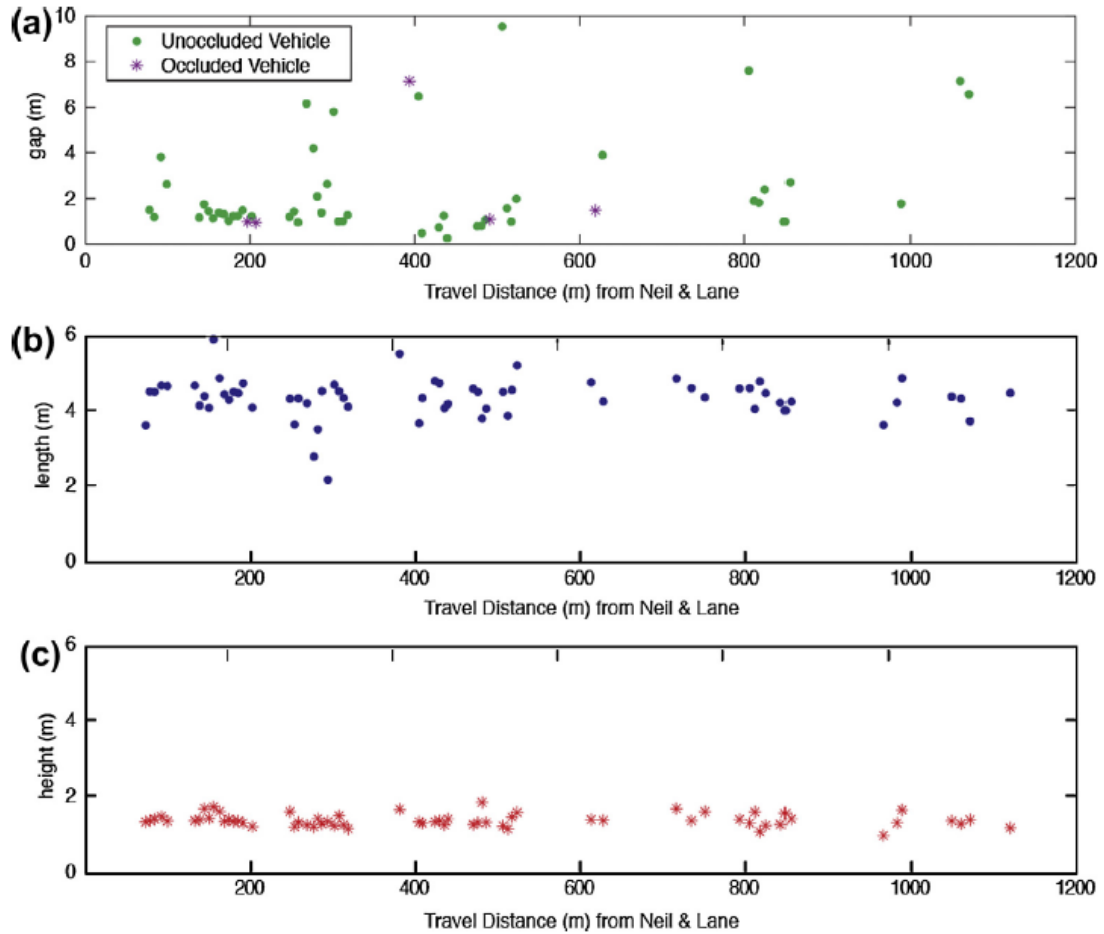 (a)
10
8
6
4
2
0
gap (m)
Unoccluded Vehicle
Occluded Vehicle
0 200 400 600 800 1000 1200
Travel Distance (m) from Neil & Lane
(b)
6
4
2
0
length (m)
200 400 600 800 1000 1200
Travel Distance (m) from Neil & Lane
(c)
6
4
2
0
height (m)
200 400 600 800 1000 1200
Travel Distance (m) from Neil & Lane